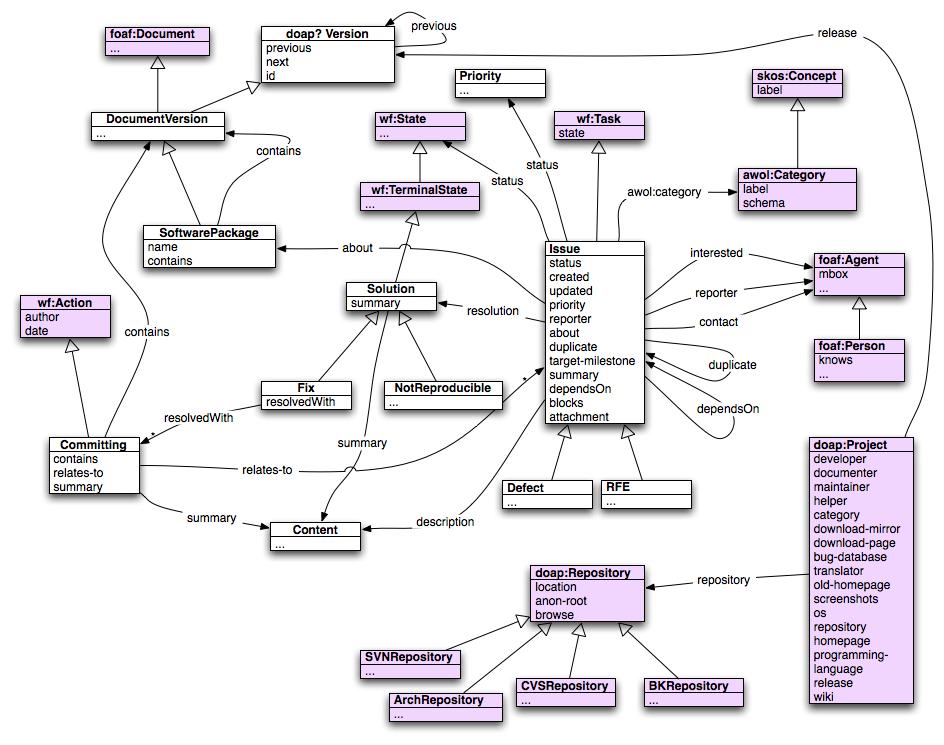 previous
foaf:Document
...
doap? Version
previous
next
id
release
Priority
...
skos:Concept
label
DocumentVersion
...
wf:State
...
wf:Task
state
contains
status
status
awol:category
awol:Category
label
schema
wf:TerminalState
...
SoftwarePackage
name
contains
about
Issue
status
created
updated
priority
reporter
about
duplicate
target-milestone
summary
dependsOn
blocks
attachment
interested
reporter
contact
foaf:Agent
mbox
...
Solution
summary
resolution
wf:Action
author
date
contains
foaf:Person
knows
...
duplicate
dependsOn
Fix
resolvedWith
NotReproducible
...
*
resolvedWith
*
Committing
contains
relates-to
summary
summary
relates-to
doap:Project
developer
documenter
maintainer
helper
category
download-mirror
download-page
bug-database
translator
old-homepage
screenshots
os
repository
homepage
programming-
language
release
wiki
Defect
...
RFE
...
summary
Content
...
description
doap:Repository
location
anon-root
browse
repository
SVNRepository
...
ArchRepository
...
CVSRepository
...
BKRepository
...